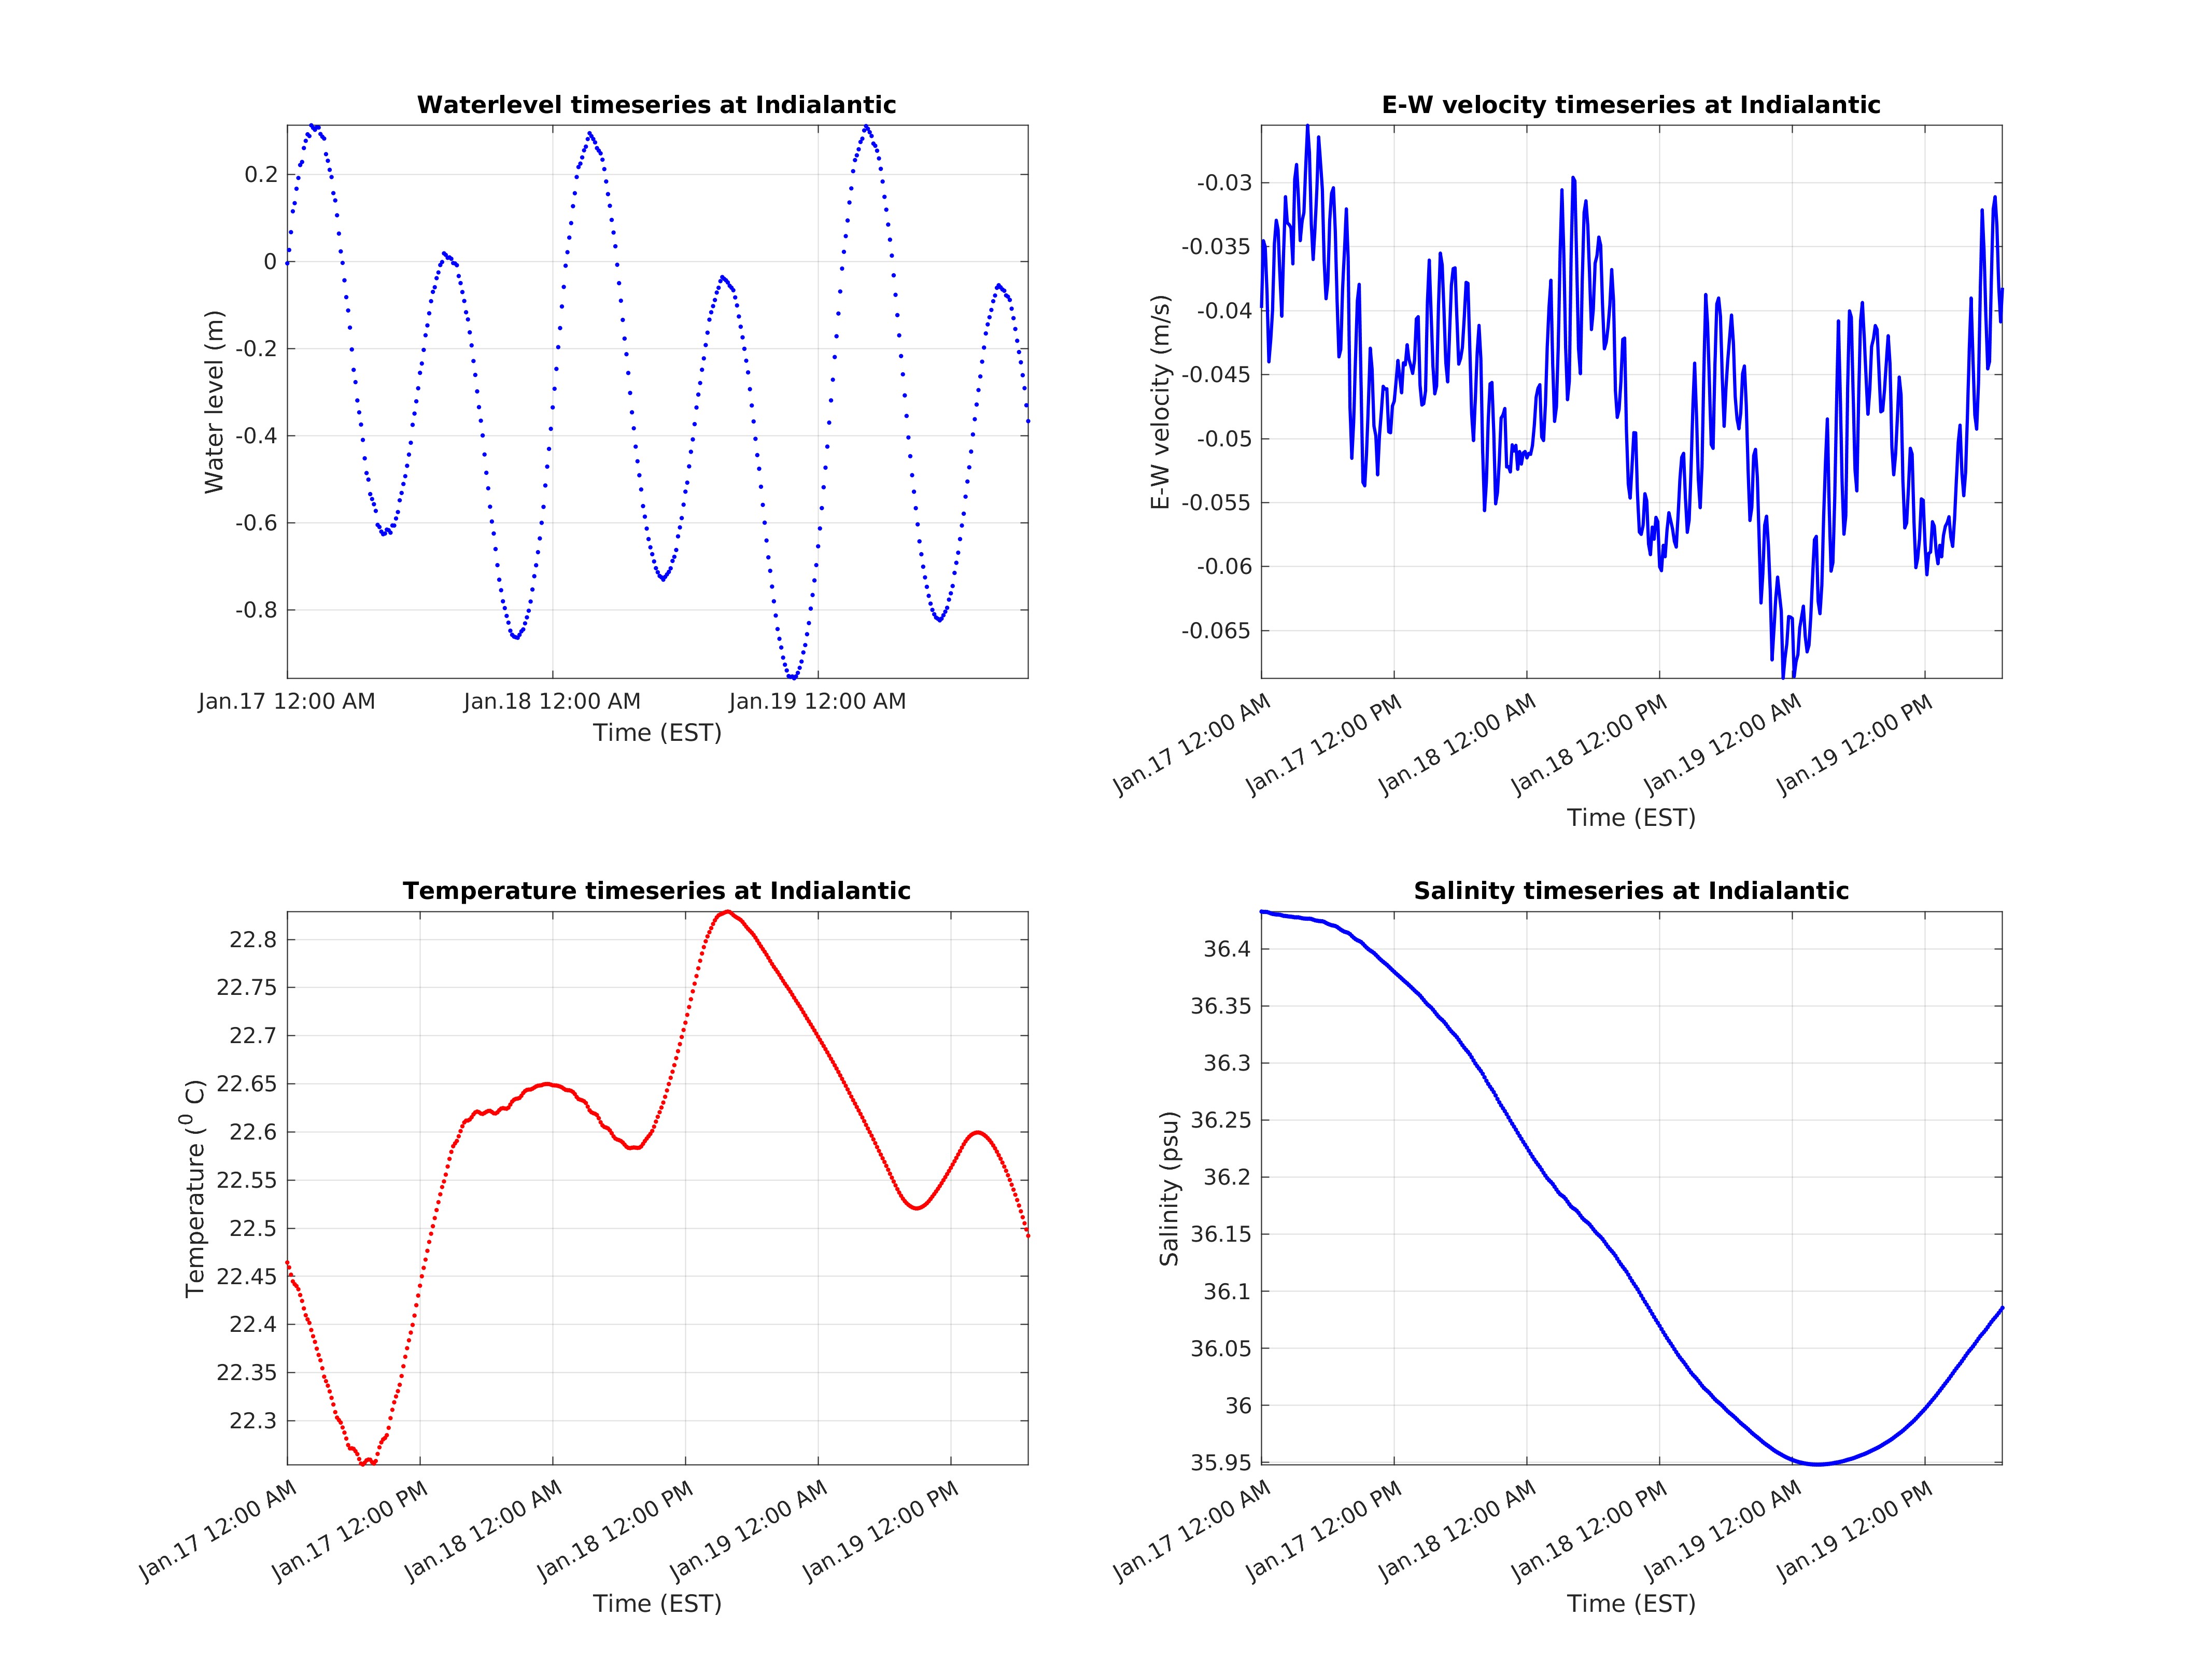 Waterlevel timeseries at Indialantic
0.2
0
-0.2
-0.4
-0.6
-0.8
Water level (m)
Jan.17 12:00 AM
Jan.18 12:00 AM
Jan.19 12:00 AM
Time (EST)
E-W velocity timeseries at Indialantic
-0.03
-0.035
-0.04
-0.045
-0.05
-0.055
-0.06
-0.065
E-W velocity (m/s)
Jan.17 12:00 AM
Jan.17 12:00 PM
Jan.18 12:00 AM
Jan.18 12:00 PM
Jan.19 12:00 AM
Jan.19 12:00 PM
Time (EST)
Temperature timeseries at Indialantic
22.8
22.75
22.7
22.65
22.6
22.55
22.5
22.45
22.4
22.35
22.3
Temperature (⁰ C)
Jan.17 12:00 AM
Jan.17 12:00 PM
Jan.18 12:00 AM
Jan.18 12:00 PM
Jan.19 12:00 AM
Jan.19 12:00 PM
Time (EST)
Salinity timeseries at Indialantic
36.4
36.35
36.3
36.25
36.2
36.15
36.1
36.05
36
35.95
Salinity (psu)
Jan.17 12:00 AM
Jan.17 12:00 PM
Jan.18 12:00 AM
Jan.18 12:00 PM
Jan.19 12:00 AM
Jan.19 12:00 PM
Time (EST)